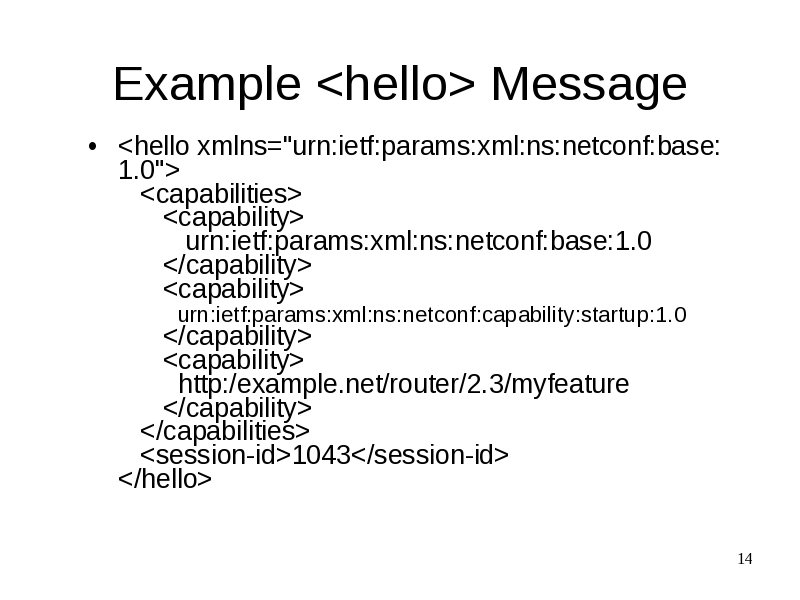 Example <hello> Message
• <hello xmlns="urn:ietf:params:xml:ns:netconf:base:
1.0">
<capabilities>
<capability>
urn:ietf:params:xml:ns:netconf:base:1.0
</capability>
<capability>
urn:ietf:params:xml:ns:netconf:capability:startup:1.0
</capability>
<capability>
http:/example.net/router/2.3/myfeature
</capability>
</capabilities>
<session-id>1043</session-id>
</hello>
14